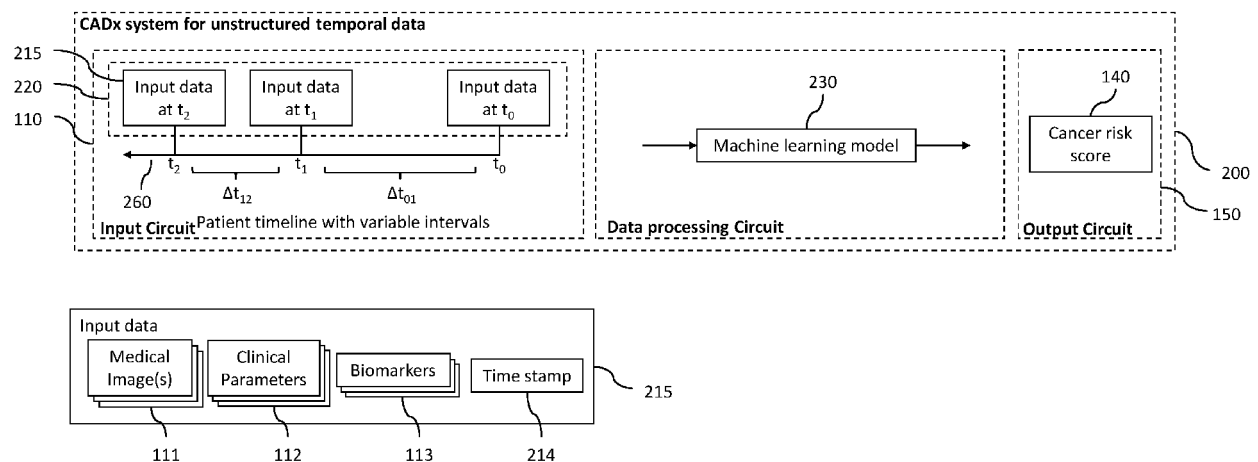 CADx system for unstructured temporal data
215
220
110
Input data
at t₂
Input data
at t₁
Input data
at t₀
260
t₂
t₁
t₀
Δt₁₂
Δt₀₁
Patient timeline with variable intervals
Input Circuit
230
Machine learning model
Data processing Circuit
140
Cancer risk
score
Output Circuit
200
150
Input data
Medical
Image(s)
Clinical
Parameters
Biomarkers
Time stamp
215
111
112
113
214